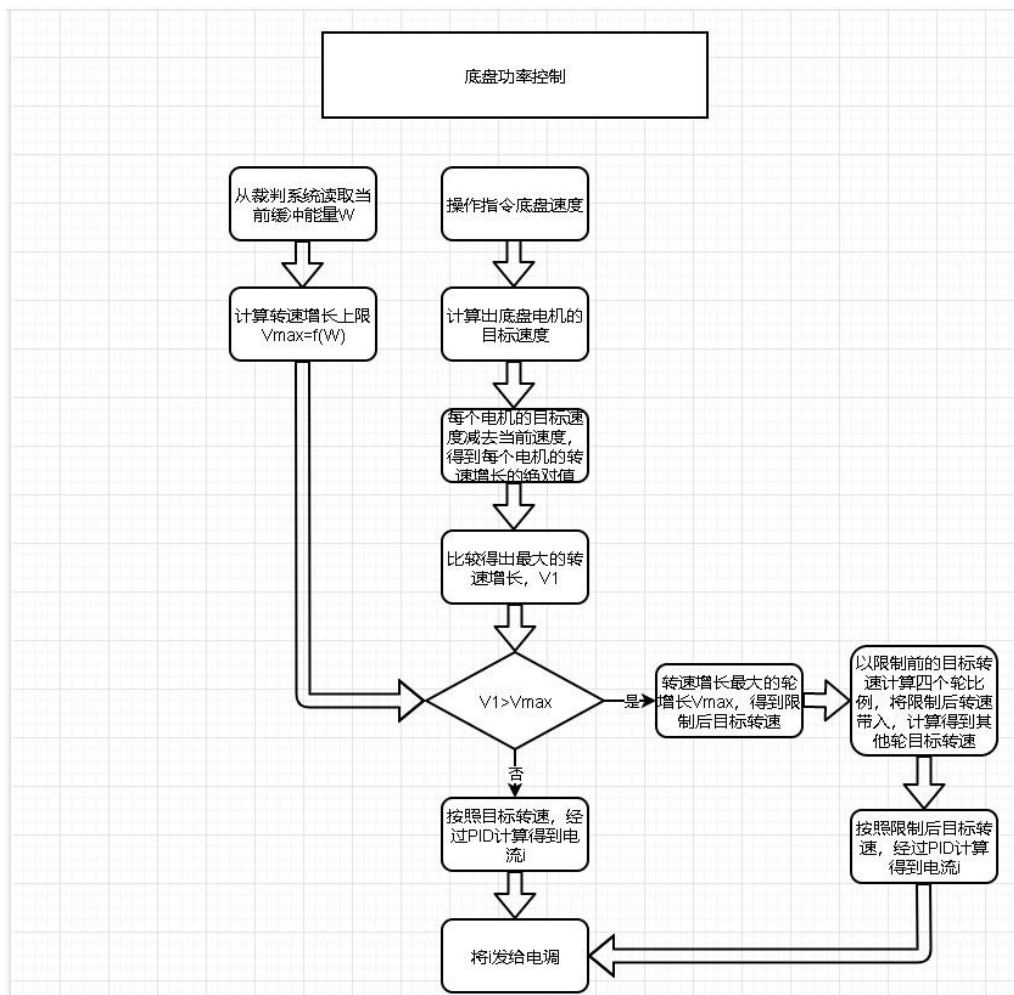 底盘功率控制
从裁判系统读取当
前缓冲能量W
操作指令底盘速度
计算转速增长上限
Vmax=f(W)
计算出底盘电机的
目标速度
每个电机的目标速
度减去当前速度，
得到每个电机的转
速增长的绝对值
比较得出最大的转
速增长，V1
V1>Vmax
是
转速增长最大的轮
增长Vmax，得到限
制后目标转速
以限制前的目标转
速计算四个轮比
例，将限制后转速
带入，计算得到其
他轮目标转速
否
按照目标转速，经
过PID计算得到电
流i
按照限制后目标转
速，经过PID计算
得到电流i
将i发给电调